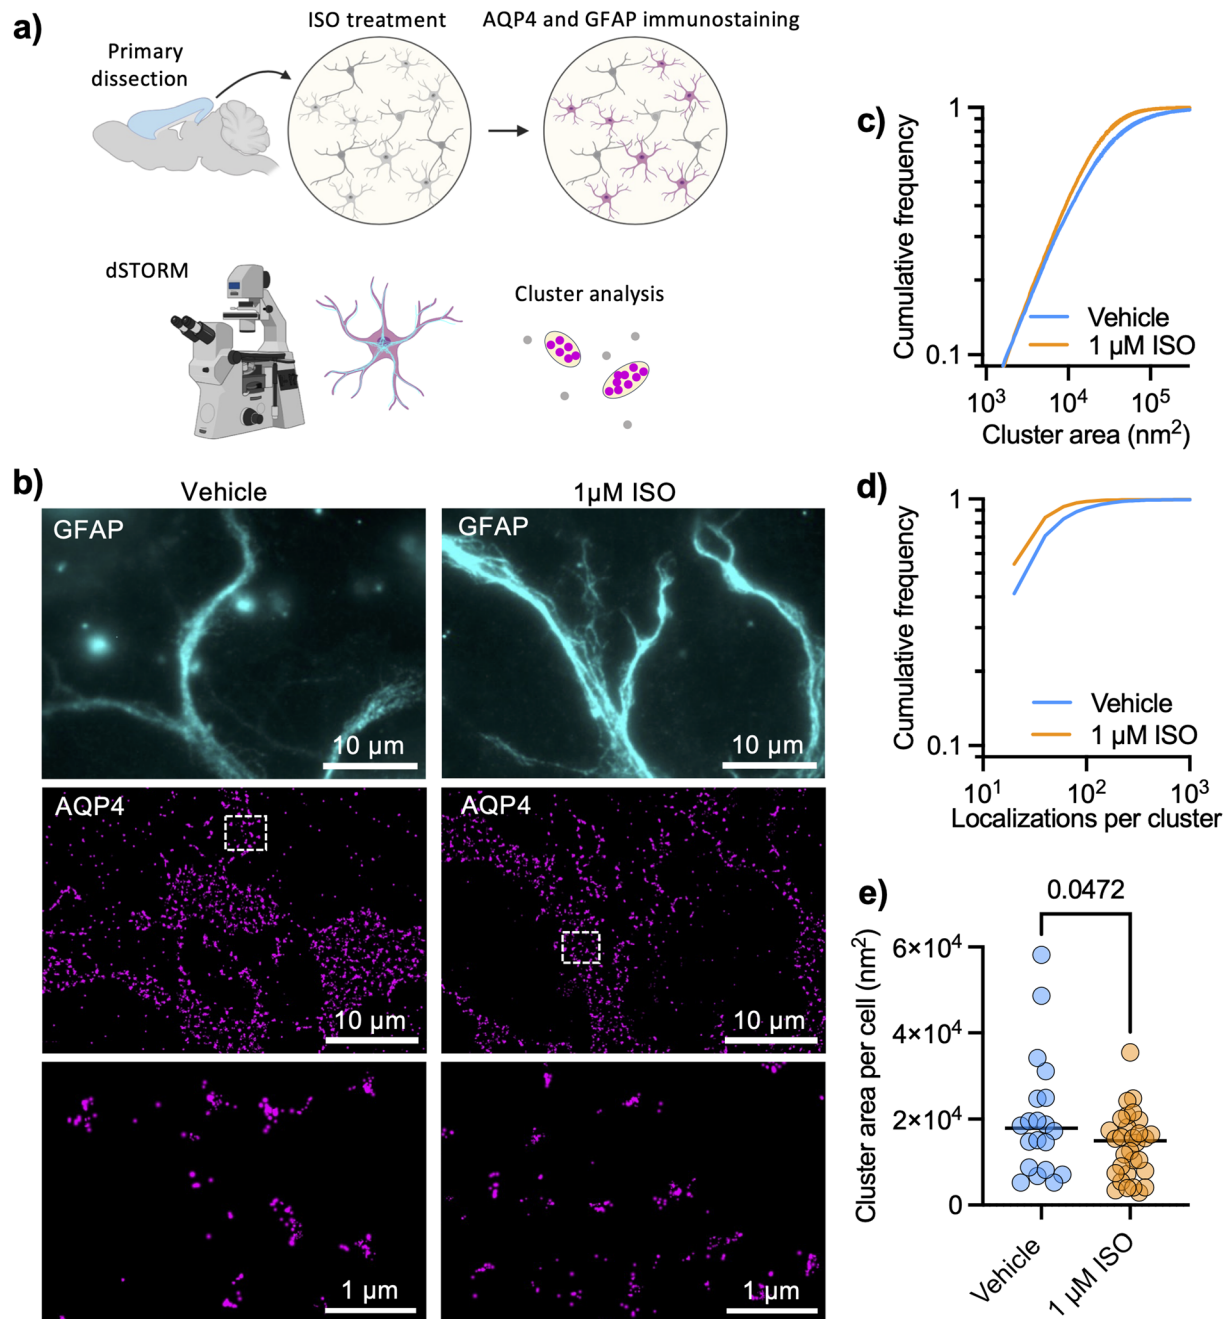 a)
ISO treatment
AQP4 and GFAP immunostaining
Primary
dissection
dSTORM
Cluster analysis
b)
Vehicle
1µM ISO
GFAP
10 µm
GFAP
10 µm
AQP4
10 µm
10 µm
1 µm
1 µm
c)
Cumulative frequency
1
0.1
Vehicle
1 µM ISO
10³
10⁴
10⁵
Cluster area (nm²)
d)
Cumulative frequency
1
0.1
Vehicle
1 µM ISO
10¹
10²
10³
Localizations per cluster
e)
0.0472
Cluster area per cell (nm²)
6×10⁴
4×10⁴
2×10⁴
0
Vehicle
1 µM ISO